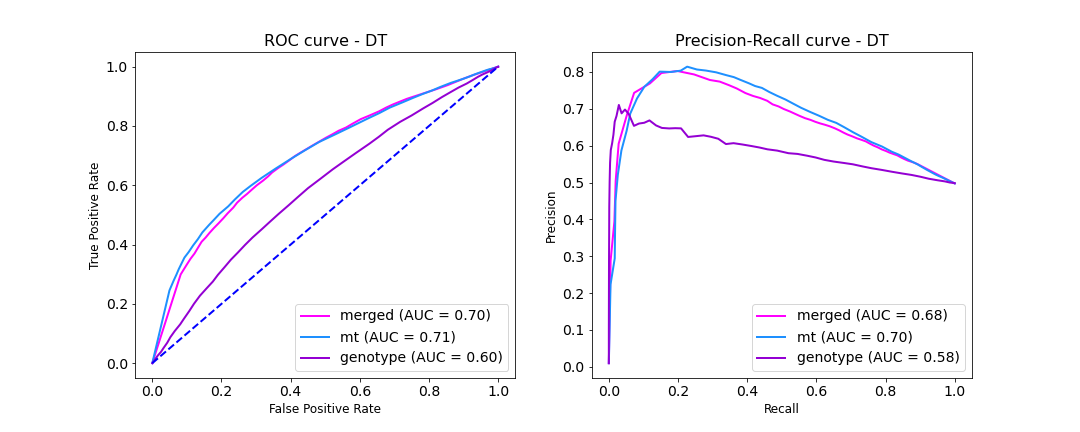 ROC curve - DT
1.0
0.8
0.6
0.4
0.2
0.0
True Positive Rate
0.0 0.2 0.4 0.6 0.8 1.0
False Positive Rate
merged (AUC = 0.70)
mt (AUC = 0.71)
genotype (AUC = 0.60)
Precision-Recall curve - DT
0.8
0.7
0.6
0.5
0.4
0.3
0.2
0.1
0.0
Precision
0.0 0.2 0.4 0.6 0.8 1.0
Recall
merged (AUC = 0.68)
mt (AUC = 0.70)
genotype (AUC = 0.58)